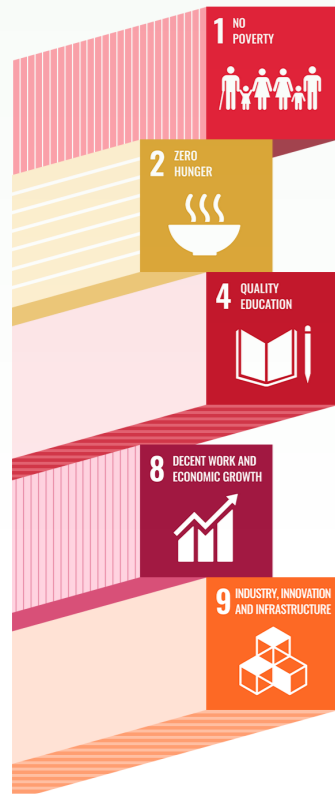 1 NO
POVERTY
2 ZERO
HUNGER
4 QUALITY
EDUCATION
8 DECENT WORK AND
ECONOMIC GROWTH
9 INDUSTRY, INNOVATION
AND INFRASTRUCTURE